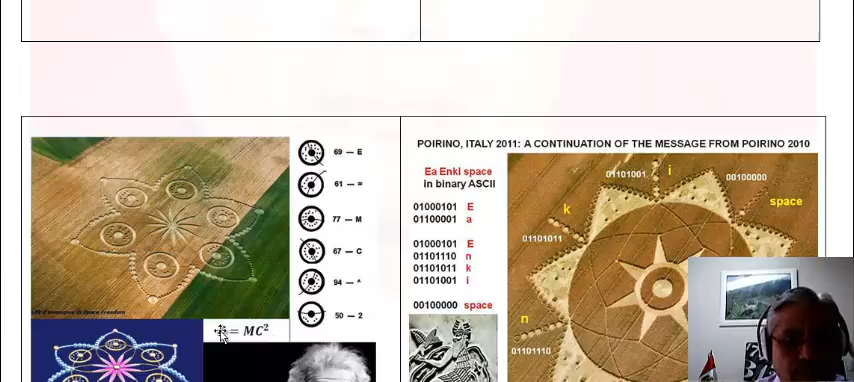 69 — E
61 — =
77 — M
67 — C
94 — ^
50 — 2
= MC²
POIRINO, ITALY 2011: A CONTINUATION OF THE MESSAGE FROM POIRINO 2010
Ea Enki space
in binary ASCII
01000101 E
01100001 a
01000101 E
01101110 n
01101011 k
01101001 i
00100000 space
01101001 i
00100000
space
k
01101011
n
01101110